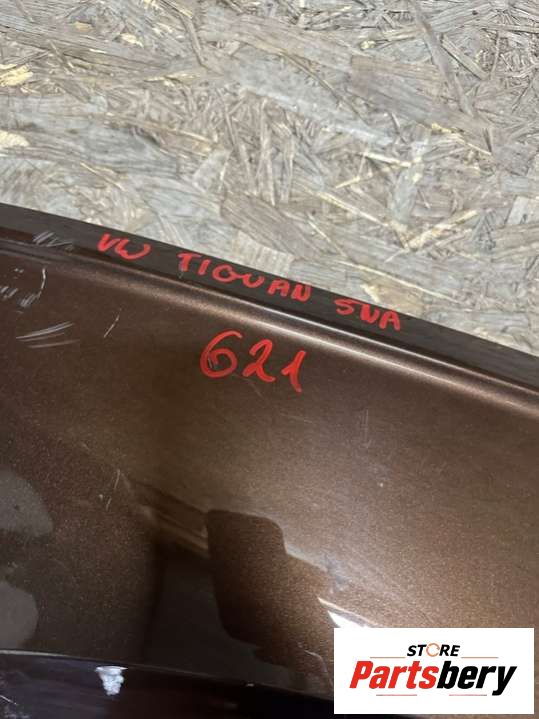 VW TIGUAN 5NA
621
STORE
Partsbery